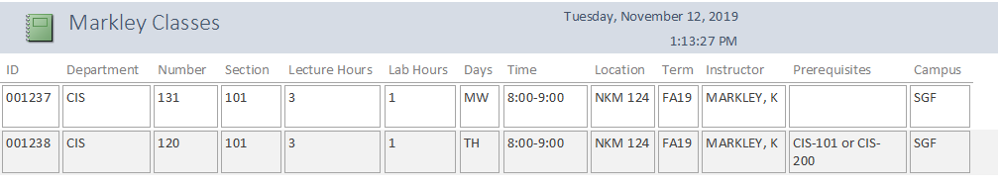 Markley Classes
Tuesday, November 12, 2019
1:13:27 PM
ID Department Number Section Lecture Hours Lab Hours Days Time Location Term Instructor Prerequisites Campus
001237 CIS 131 101 3 1 MW 8:00-9:00 NKM 124 FA19 MARKLEY, K SGF
001238 CIS 120 101 3 1 TH 8:00-9:00 NKM 124 FA19 MARKLEY, K CIS-101 or CIS- SGF
200